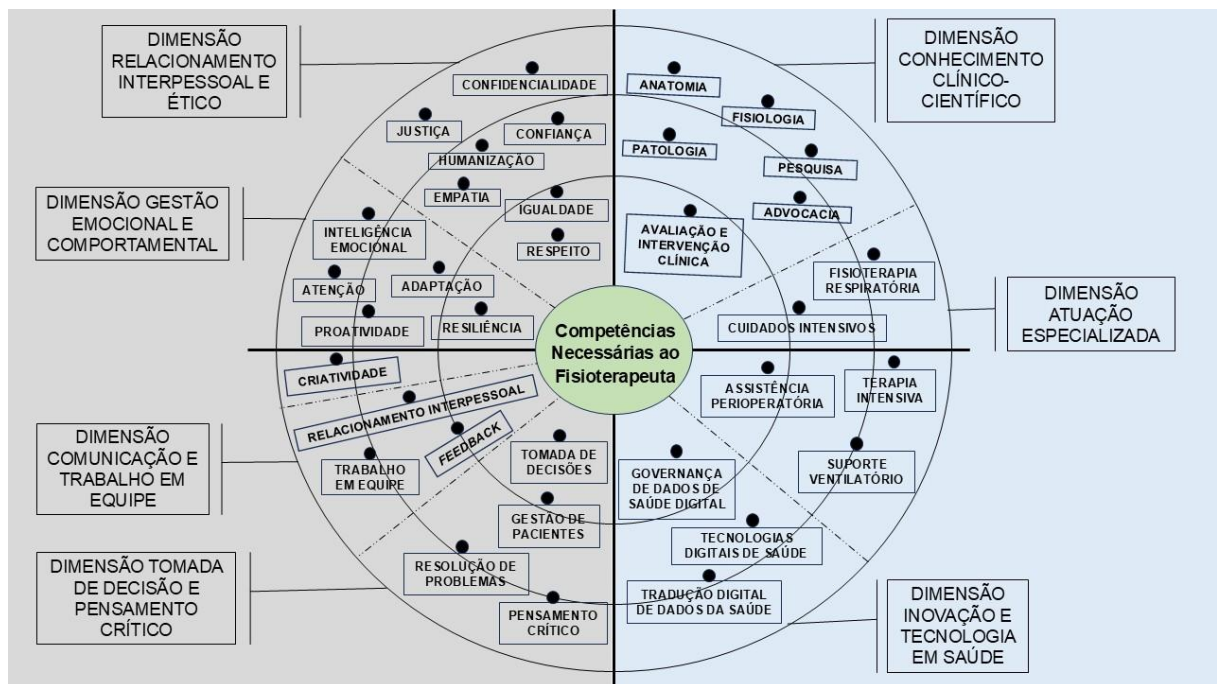 DIMENSÃO
RELACIONAMENTO
INTERPESSOAL E
ÉTICO
CONFIDENCIALIDADE
JUSTIÇA
CONFIANÇA
HUMANIZAÇÃO
EMPATIA
IGUALDADE
RESPEITO
DIMENSÃO
CONHECIMENTO
CLÍNICO-
CIENTÍFICO
ANATOMIA
FISIOLOGIA
PATOLOGIA
PESQUISA
ADVOCACIA
AVALIAÇÃO E
INTERVENÇÃO
CLÍNICA
DIMENSÃO GESTÃO
EMOCIONAL E
COMPORTAMENTAL
INTELIGÊNCIA
EMOCIONAL
ATENÇÃO
ADAPTAÇÃO
PROATIVIDADE
RESILIÊNCIA
CRIATIVIDADE
Competências
Necessárias ao
Fisioterapeuta
DIMENSÃO
ATUAÇÃO
ESPECIALIZADA
FISIOTERAPIA
RESPIRATÓRIA
CUIDADOS INTENSIVOS
ASSISTÊNCIA
PERIOPERATÓRIA
TERAPIA
INTENSIVA
SUPORTE
VENTILATÓRIO
DIMENSÃO
COMUNICAÇÃO E
TRABALHO EM
EQUIPE
RELACIONAMENTO INTERPESSOAL
FEEDBACK
TRABALHO
EM EQUIPE
DIMENSÃO TOMADA
DE DECISÃO E
PENSAMENTO
CRÍTICO
TOMADA DE
DECISÕES
GESTÃO DE
PACIENTES
RESOLUÇÃO DE
PROBLEMAS
PENSAMENTO
CRÍTICO
GOVERNANÇA
DE DADOS DE
SAÚDE DIGITAL
TECNOLOGIAS
DIGITAIS DE SAÚDE
TRADUÇÃO DIGITAL
DE DADOS DA SAÚDE
DIMENSÃO
INOVAÇÃO E
TECNOLOGIA
EM SAÚDE